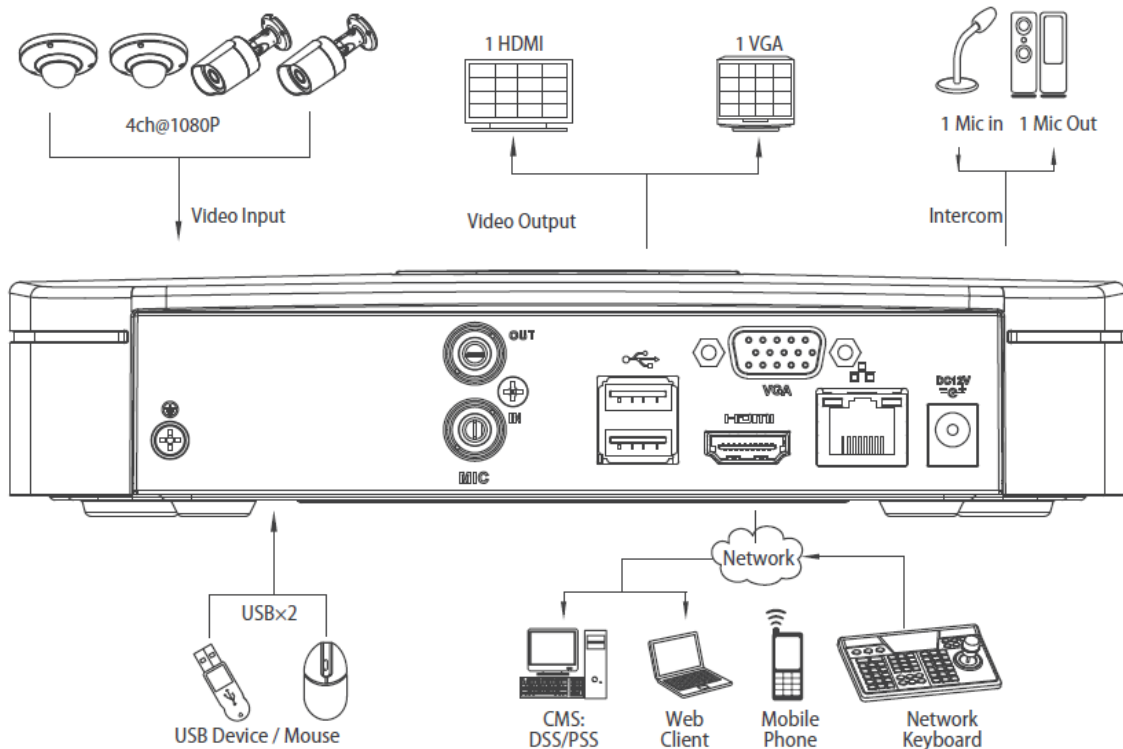 1 HDMI
1 VGA
4ch@1080P
1 Mic in
1 Mic Out
Video Input
Video Output
Intercom
OUT
IN
MIC
VGA
HDMI
DC12V
Network
USB×2
USB Device / Mouse
CMS:
DSS/PSS
Web
Client
Mobile
Phone
Network
Keyboard